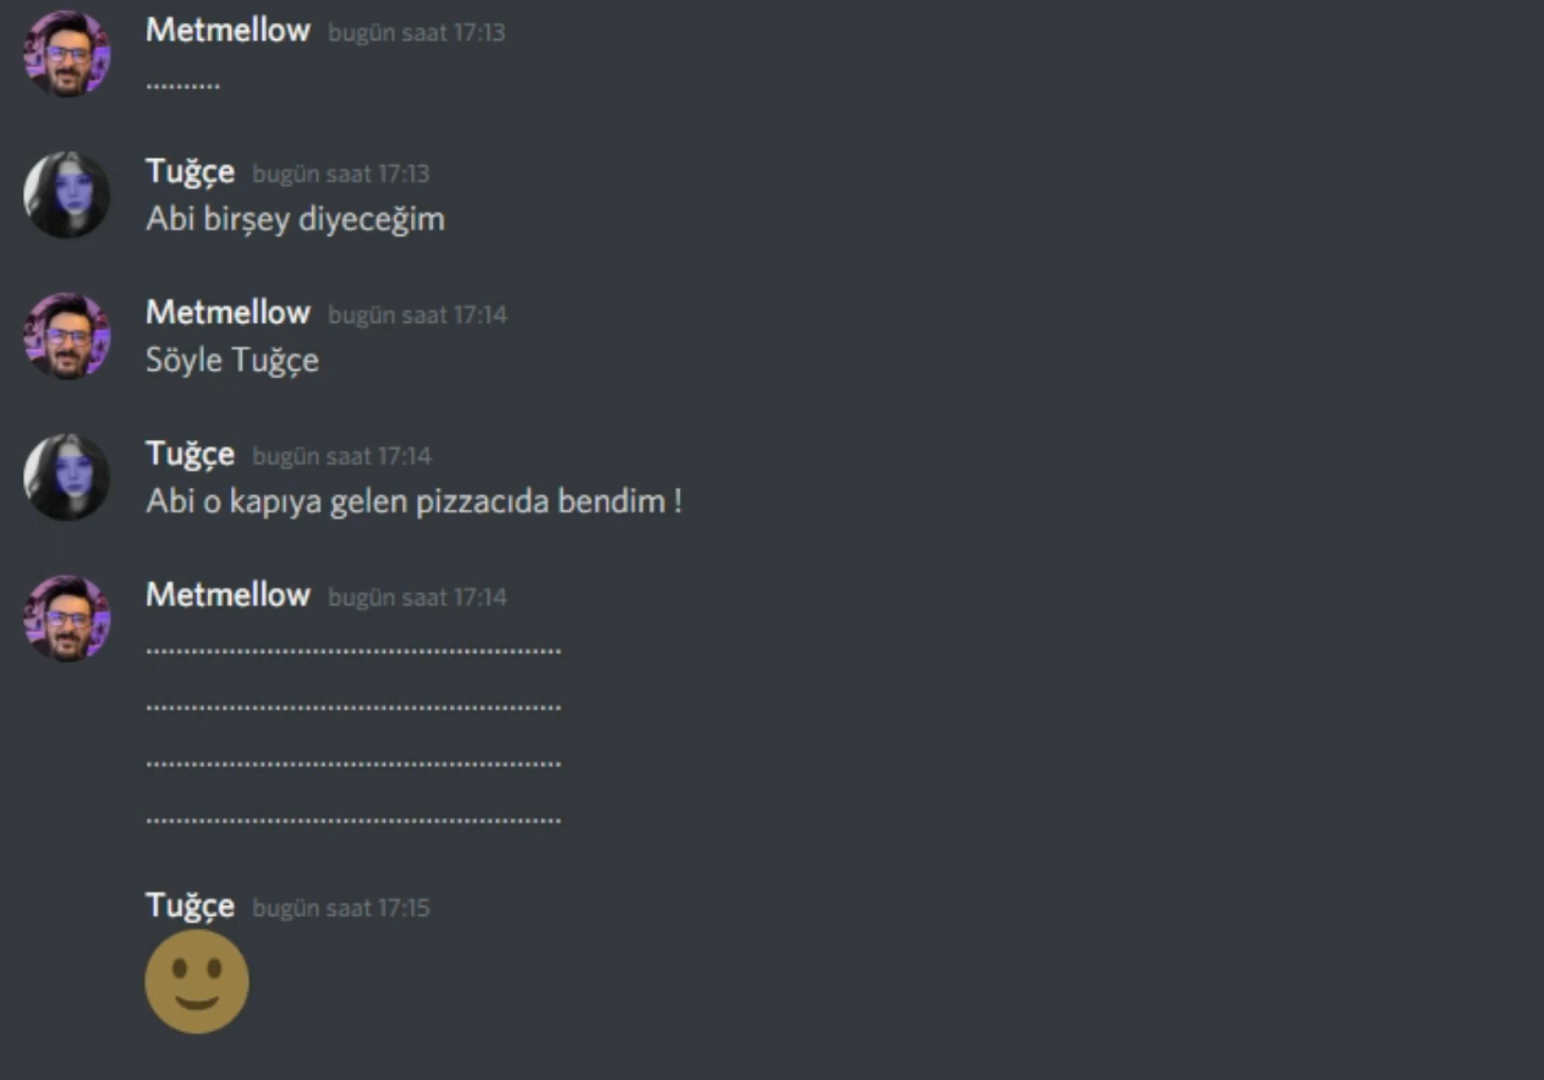 Metmellow bugün saat 17:13
..........
Tuğçe bugün saat 17:13
Abi birşey diyeceğim
Metmellow bugün saat 17:14
Söyle Tuğçe
Tuğçe bugün saat 17:14
Abi o kapıya gelen pizzacıda bendim !
Metmellow bugün saat 17:14
........................................................
........................................................
........................................................
........................................................
Tuğçe bugün saat 17:15